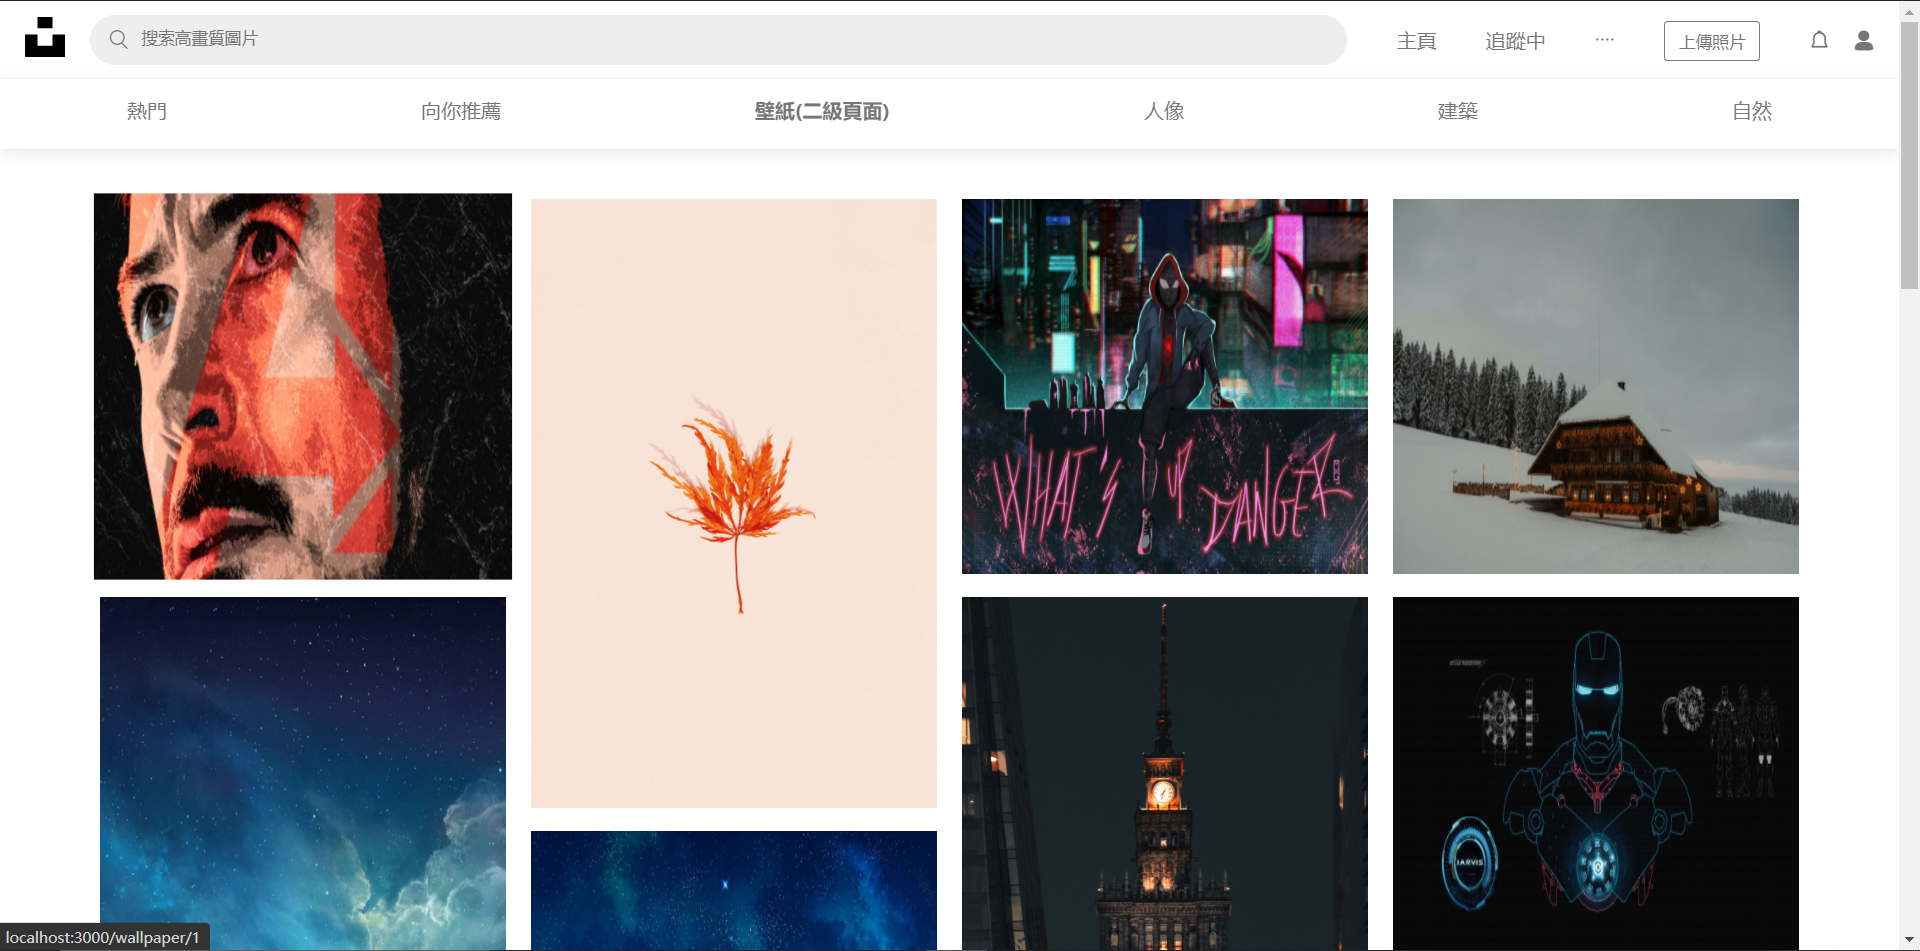 搜索高畫質圖片
主頁
追蹤中
上傳照片
熱門
向你推薦
壁紙(二級頁面)
人像
建築
自然
WHAT'S UP DANGER
JARVIS
localhost:3000/wallpaper/1